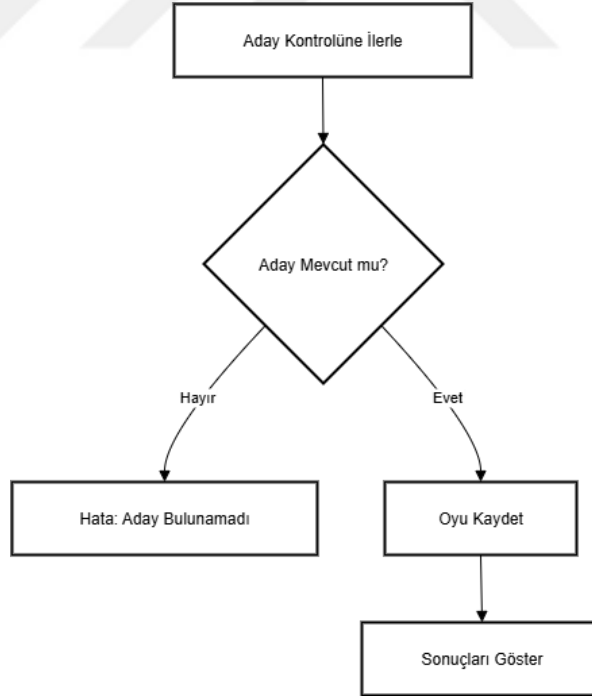 Aday Kontrolüne İlerle
Aday Mevcut mu?
Hayır
Evet
Hata: Aday Bulunamadı
Oyu Kaydet
Sonuçları Göster